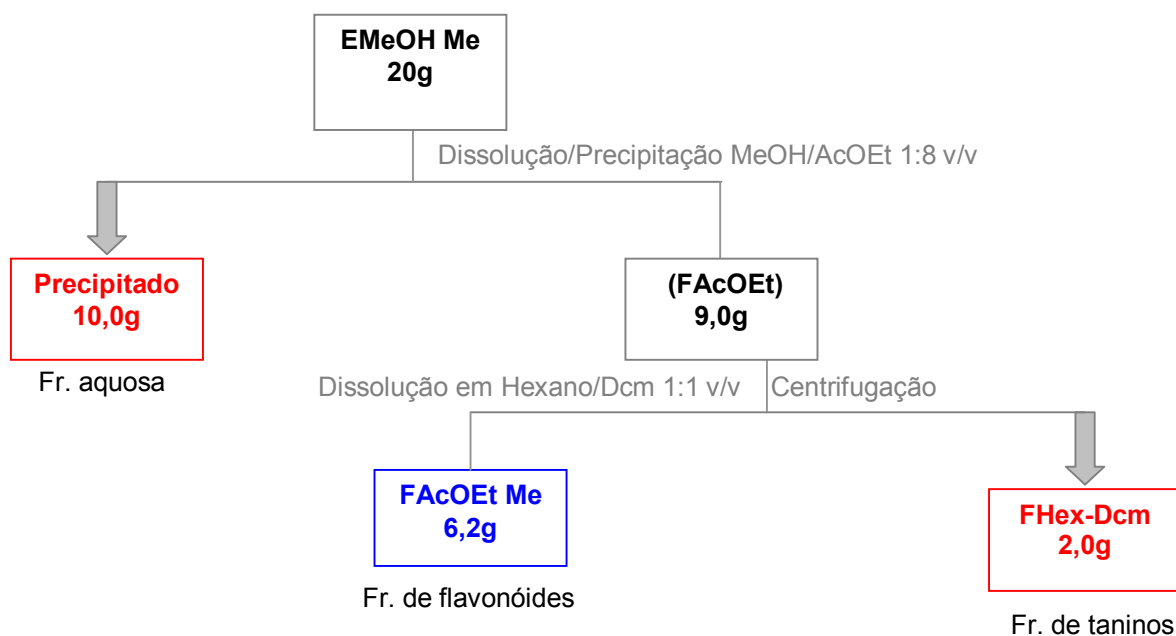 EMeOH Me
20g
Dissolução/Precipitação MeOH/AcOEt 1:8 v/v
Precipitado
10,0g
Fr. aquosa
(FAcOEt)
9,0g
Dissolução em Hexano/Dcm 1:1 v/v
Centrifugação
FAcOEt Me
6,2g
Fr. de flavonóides
FHex-Dcm
2,0g
Fr. de taninos